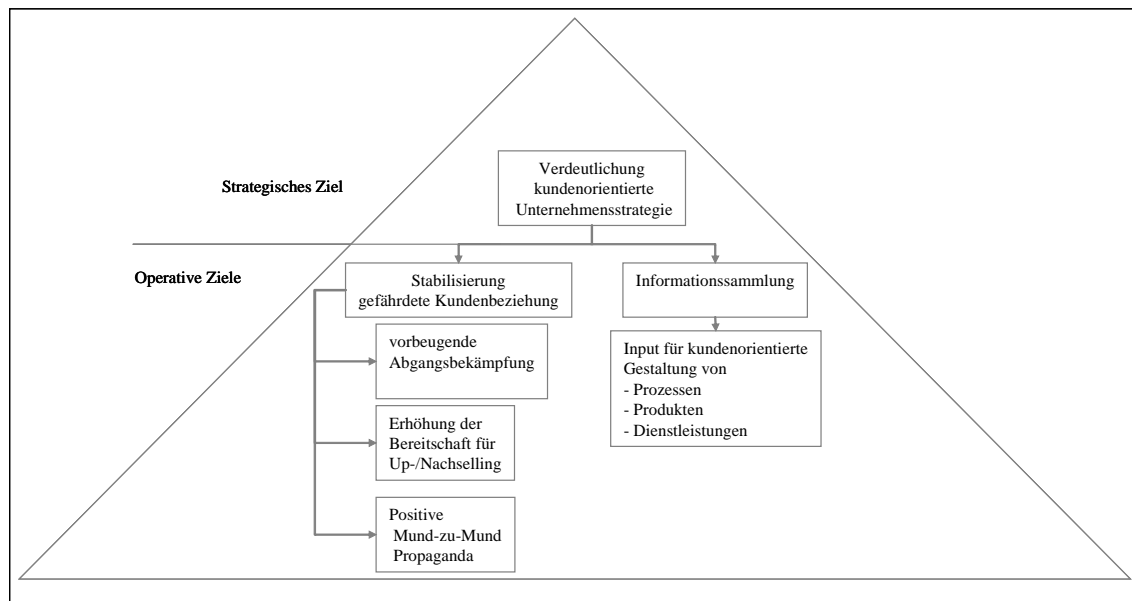 Strategisches Ziel
Verdeutlichung
kundenorientierte
Unternehmensstrategie
Operative Ziele
Stabilisierung
gefährdete Kundenbeziehung
Informationssammlung
vorbeugende
Abgangsbekämpfung
Input für kundenorientierte
Gestaltung von
- Prozessen
- Produkten
- Dienstleistungen
Erhöhung der
Bereitschaft für
Up-/Nachselling
Positive
Mund-zu-Mund
Propaganda